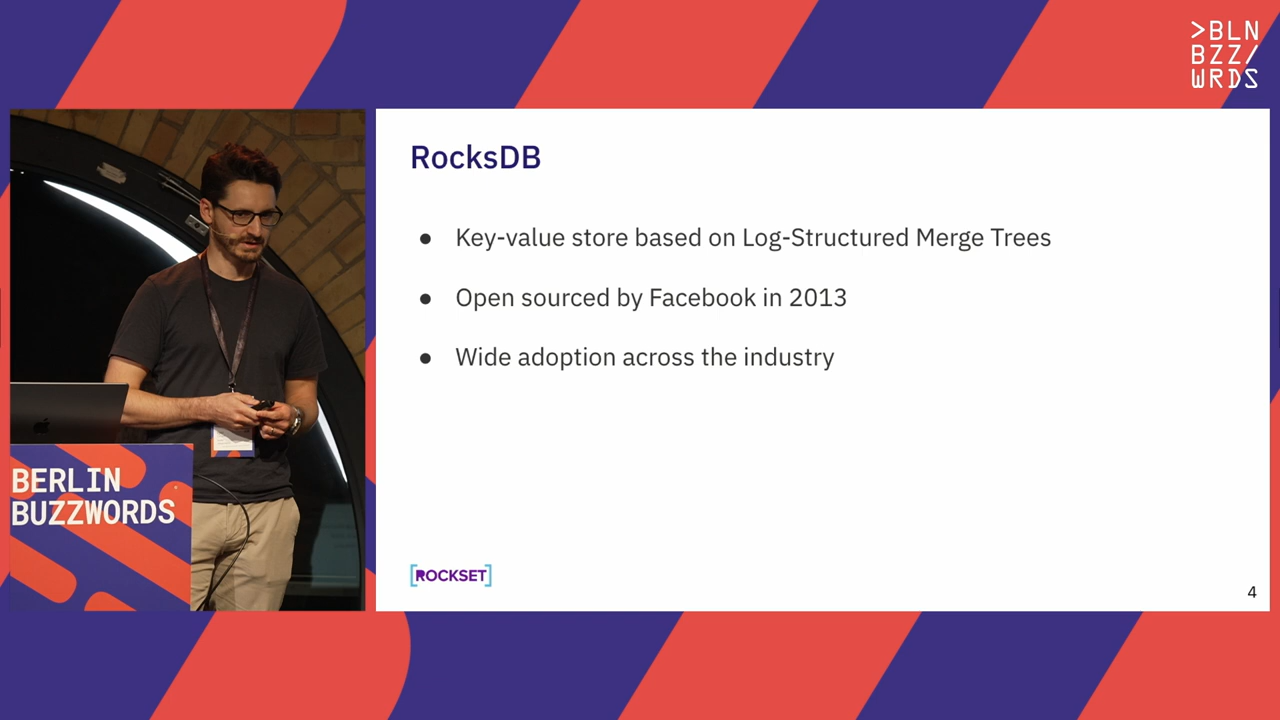 >BLN
BZZ/
WRDS
RocksDB
● Key-value store based on Log-Structured Merge Trees
● Open sourced by Facebook in 2013
● Wide adoption across the industry
BERLIN
BUZZWORDS
[ROCKSET]
4